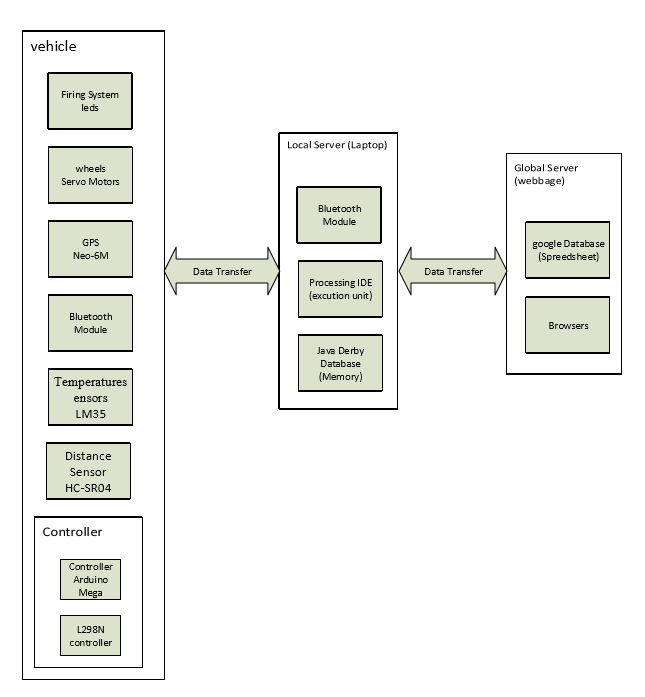 vehicle
Firing System
leds
wheels
Servo Motors
GPS
Neo-6M
Bluetooth
Module
Temperatures
ensors
LM35
Distance
Sensor
HC-SR04
Controller
Controller
Arduino
Mega
L298N
controller
Data Transfer
Local Server (Laptop)
Bluetooth
Module
Processing IDE
(excution unit)
Java Derby
Database
(Memory)
Data Transfer
Global Server
(webbage)
google Database
(Spreedsheet)
Browsers